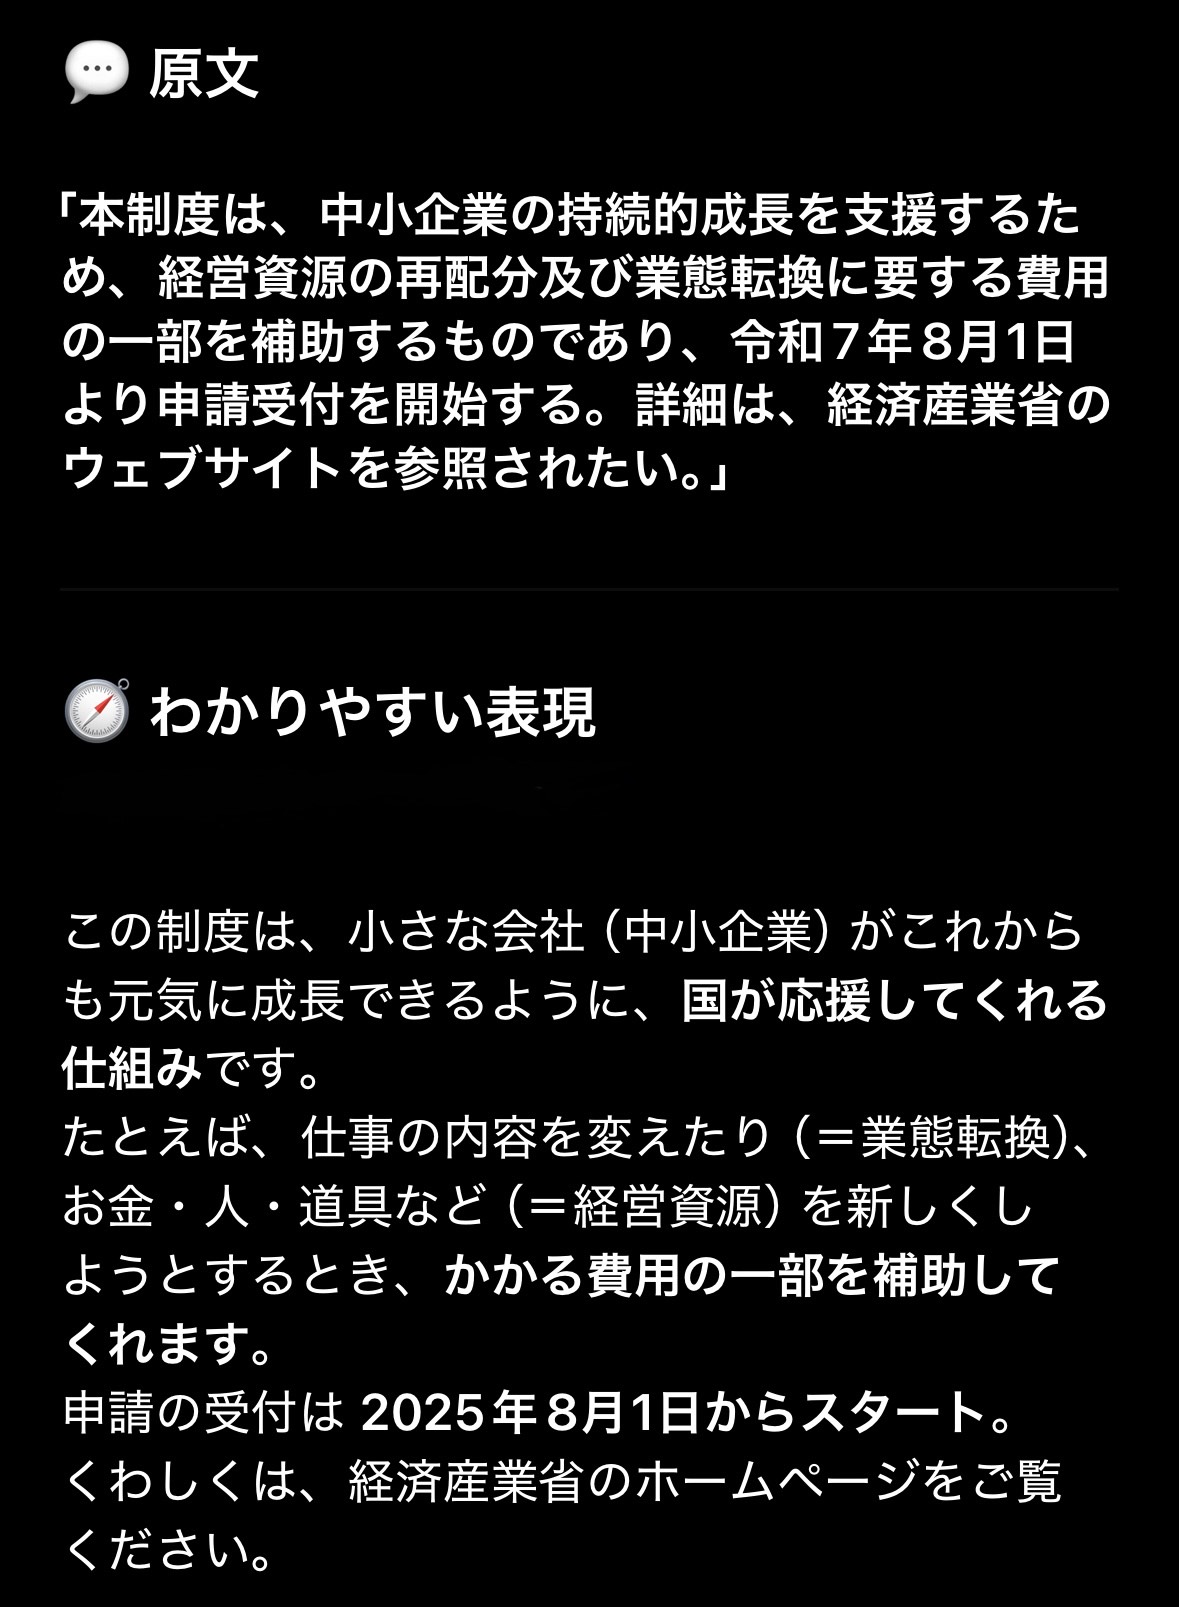 💬 原文
「本制度は、中小企業の持続的成長を支援するた
め、経営資源の再配分及び業態転換に要する費用
の一部を補助するものであり、令和7年8月1日
より申請受付を開始する。詳細は、経済産業省の
ウェブサイトを参照されたい。」
🧭 わかりやすい表現
この制度は、小さな会社（中小企業）がこれから
も元気に成長できるように、国が応援してくれる
仕組みです。
たとえば、仕事の内容を変えたり（＝業態転換）、
お金・人・道具など（＝経営資源）を新しくし
ようとするとき、かかる費用の一部を補助して
くれます。
申請の受付は 2025年8月1日からスタート。
くわしくは、経済産業省のホームページをご覧
ください。